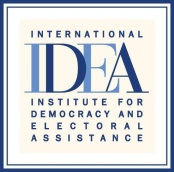 INTERNATIONAL
IDEA
INSTITUTE FOR
DEMOCRACY AND
ELECTORAL
ASSISTANCE